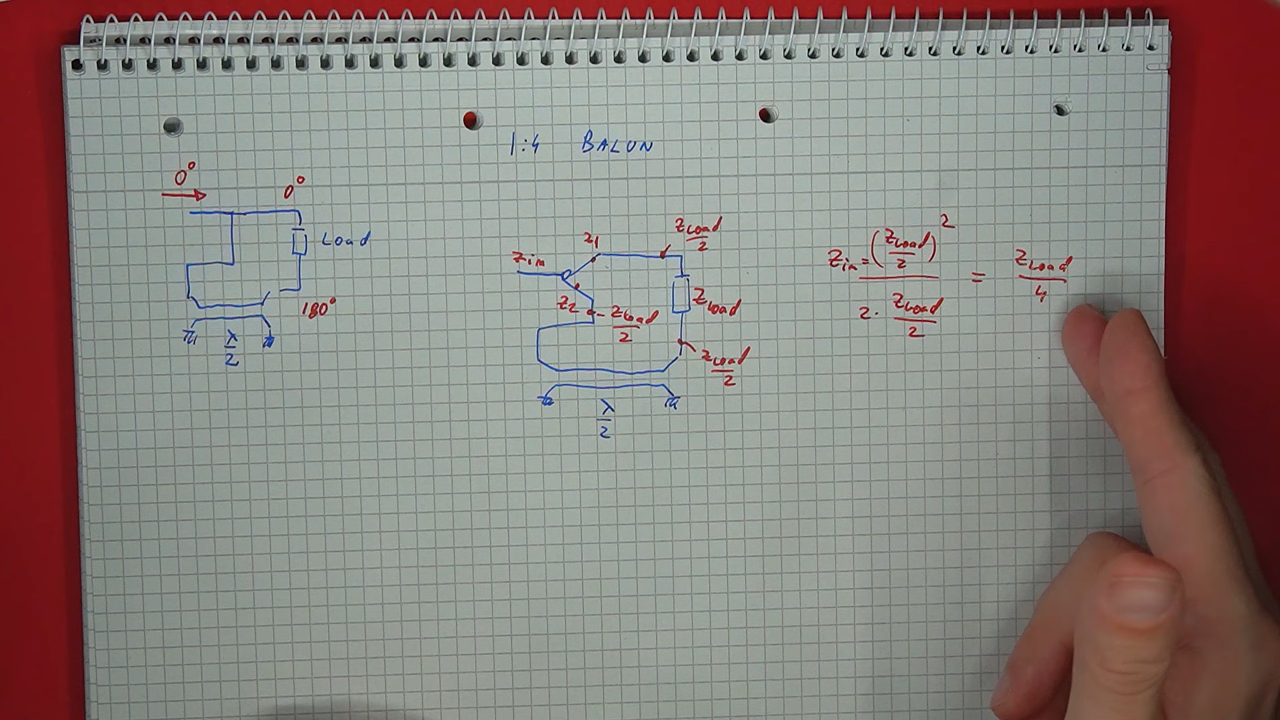 1:4 BALUN
0°
0°
Load
180°
λ/2
Zin
Z1
ZLoad/2
ZLoad
Z2
ZLoad/2
ZLoad/2
λ/2
Zin = (ZLoad/2)² / 2 · ZLoad/2 = ZLoad/4